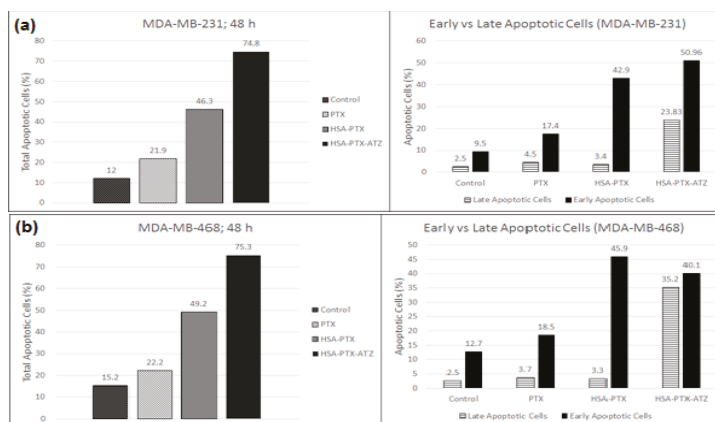 (a)
MDA-MB-231; 48 h
Total Apoptotic Cells (%)
80
70
60
50
40
30
20
10
0
12
21.9
46.3
74.8
Control
PTX
HSA-PTX
HSA-PTX-ATZ
Early vs Late Apoptotic Cells (MDA-MB-231)
Apoptotic Cells (%)
60
50
40
30
20
10
0
2.5
9.5
4.5
17.4
3.4
42.9
23.83
50.96
Control
PTX
HSA-PTX
HSA-PTX-ATZ
Late Apoptotic Cells
Early Apoptotic Cells
(b)
MDA-MB-468; 48 h
Total Apoptotic Cells (%)
80
70
60
50
40
30
20
10
0
15.2
22.2
49.2
75.3
Control
PTX
HSA-PTX
HSA-PTX-ATZ
Early vs Late Apoptotic Cells (MDA-MB-468)
Apoptotic Cells (%)
50
45
40
35
30
25
20
15
10
5
0
2.5
12.7
3.7
18.5
3.3
45.9
35.2
40.1
Control
PTX
HSA-PTX
HSA-PTX-ATZ
Late Apoptotic Cells
Early Apoptotic Cells